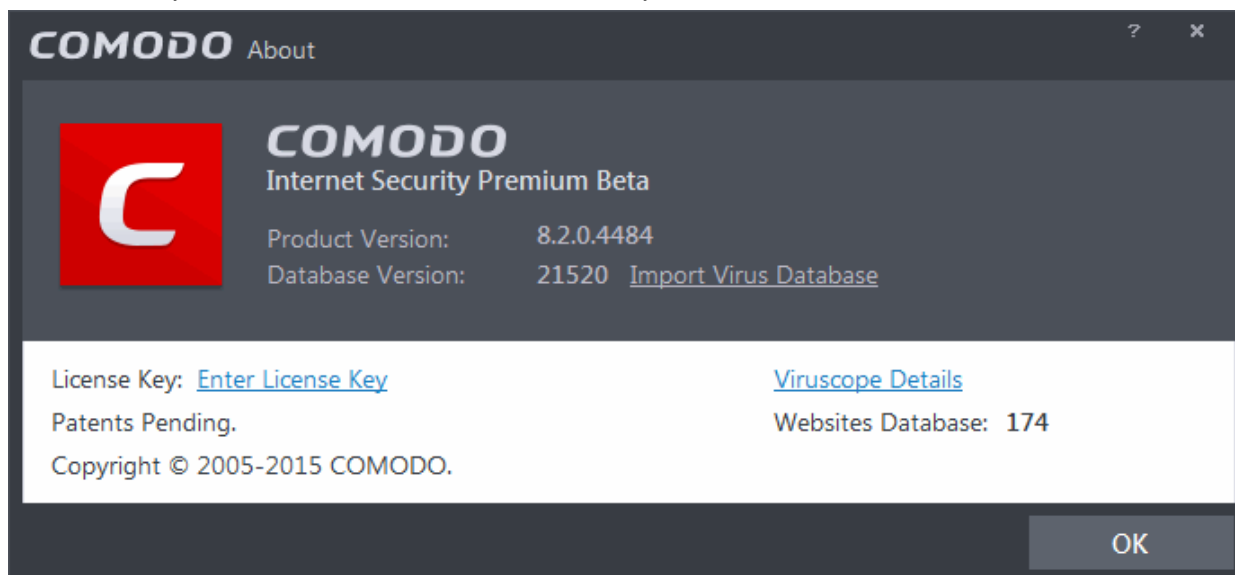 COMODO About ? ×
C
COMODO
Internet Security Premium Beta
Product Version: 8.2.0.4484
Database Version: 21520 Import Virus Database
License Key: Enter License Key Viruscope Details
Patents Pending. Websites Database: 174
Copyright © 2005-2015 COMODO.
OK